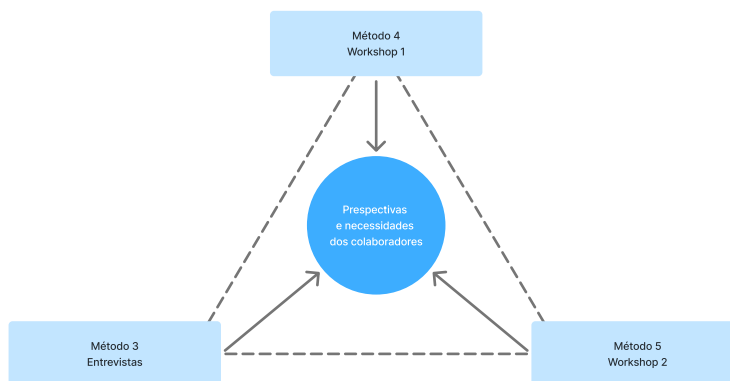 Método 4
Workshop 1
Prespectivas
e necessidades
dos colaboradores
Método 3
Entrevistas
Método 5
Workshop 2